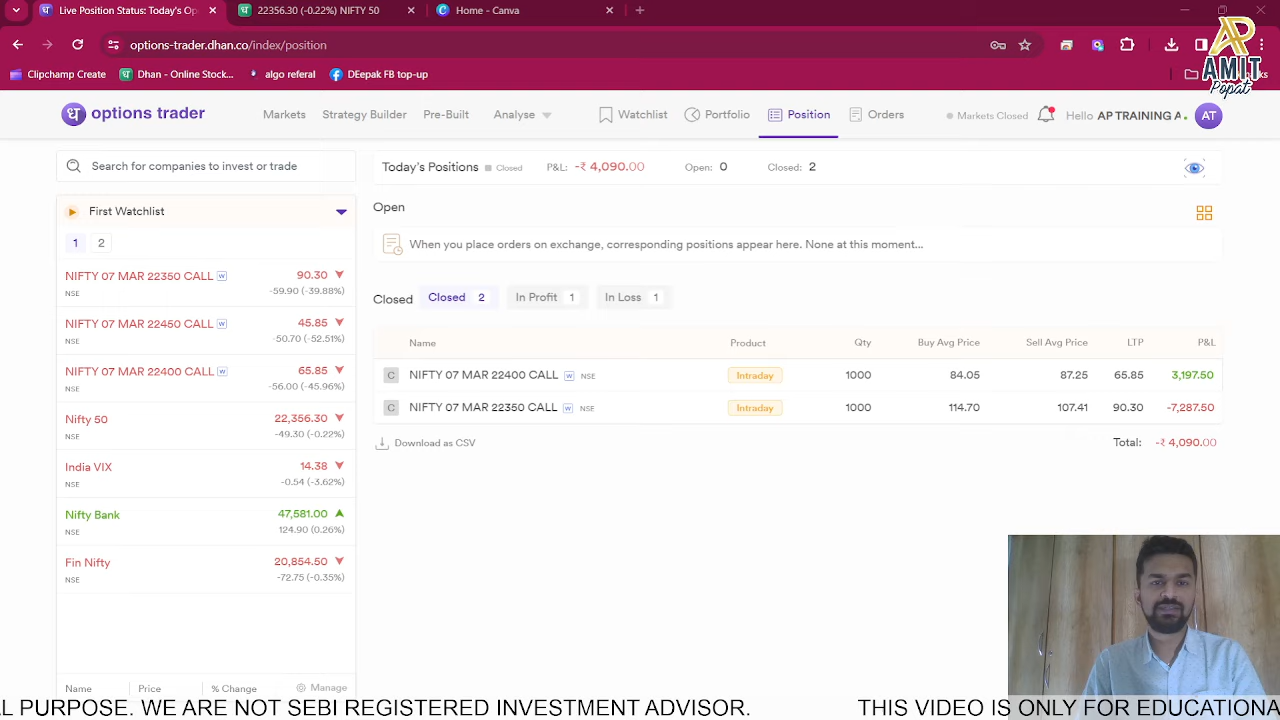 Live Position Status: Today's Op
22356.30 (-0.22%) NIFTY 50
Home - Canva
options-trader.dhan.co/index/position
Clipchamp Create
Dhan - Online Stock...
algo referal
DEepak FB top-up
AMIT
Popat
ध options trader
Markets
Strategy Builder
Pre-Built
Analyse
Watchlist
Portfolio
Position
Orders
Markets Closed
Hello AP TRAINING A.
AT
Search for companies to invest or trade
First Watchlist
1 2
NIFTY 07 MAR 22350 CALL W 90.30
NSE -59.90 (-39.88%)
NIFTY 07 MAR 22450 CALL W 45.85
NSE -50.70 (-52.51%)
NIFTY 07 MAR 22400 CALL W 65.85
NSE -56.00 (-45.96%)
Nifty 50 22,356.30
NSE -49.30 (-0.22%)
India VIX 14.38
NSE -0.54 (-3.62%)
Nifty Bank 47,581.00
NSE 124.90 (0.26%)
Fin Nifty 20,854.50
NSE -72.75 (-0.35%)
Name Price % Change Manage
Today's Positions Closed P&L: -₹ 4,090.00 Open: 0 Closed: 2
Open
When you place orders on exchange, corresponding positions appear here. None at this moment...
Closed Closed 2 In Profit 1 In Loss 1
Name Product Qty Buy Avg Price Sell Avg Price LTP P&L
C NIFTY 07 MAR 22400 CALL W NSE Intraday 1000 84.05 87.25 65.85 3,197.50
C NIFTY 07 MAR 22350 CALL W NSE Intraday 1000 114.70 107.41 90.30 -7,287.50
Download as CSV Total: -₹ 4,090.00
L PURPOSE. WE ARE NOT SEBI REGISTERED INVESTMENT ADVISOR. THIS VIDEO IS ONLY FOR EDUCATIONA